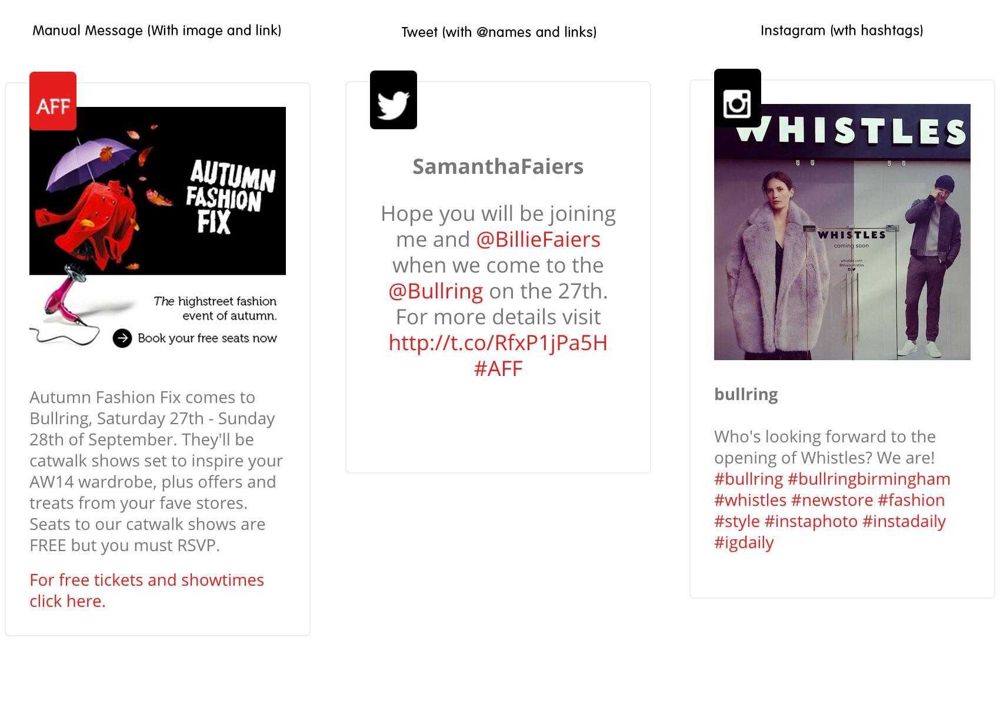 Manual Message (With image and link)
AFF
AUTUMN
FASHION
FIX
The highstreet fashion
event of autumn.
Book your free seats now
Autumn Fashion Fix comes to
Bullring, Saturday 27th - Sunday
28th of September. They'll be
catwalk shows set to inspire your
AW14 wardrobe, plus offers and
treats from your fave stores.
Seats to our catwalk shows are
FREE but you must RSVP.
For free tickets and showtimes
click here.
Tweet (with @names and links)
SamanthaFaiers
Hope you will be joining
me and @BillieFaiers
when we come to the
@Bullring on the 27th.
For more details visit
http://t.co/RfxP1jPa5H
#AFF
Instagram (wth hashtags)
WHISTLES
WHISTLES
coming soon
whistles.com
@thisiswhistles
bullring
Who's looking forward to the
opening of Whistles? We are!
#bullring #bullringbirmingham
#whistles #newstore #fashion
#style #instaphoto #instadaily
#igdaily